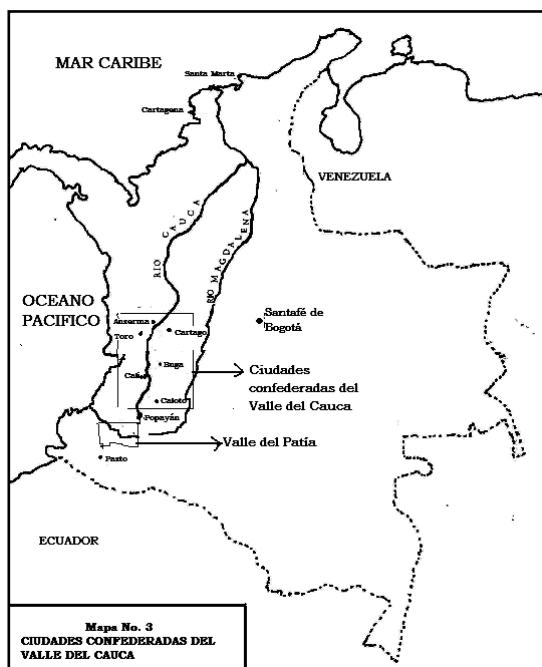 MAR CARIBE
Santa Marta
Cartagena
VENEZUELA
RIO CAUCA
RIO MAGDALENA
OCEANO
PACIFICO
Santafé de
Bogotá
Anserma
Cartago
Toro
Buga
Cali
Ciudades
confederadas del
Valle del Cauca
Caloto
Popayán
Valle del Patía
Pasto
ECUADOR
Mapa No. 3
CIUDADES CONFEDERADAS DEL
VALLE DEL CAUCA